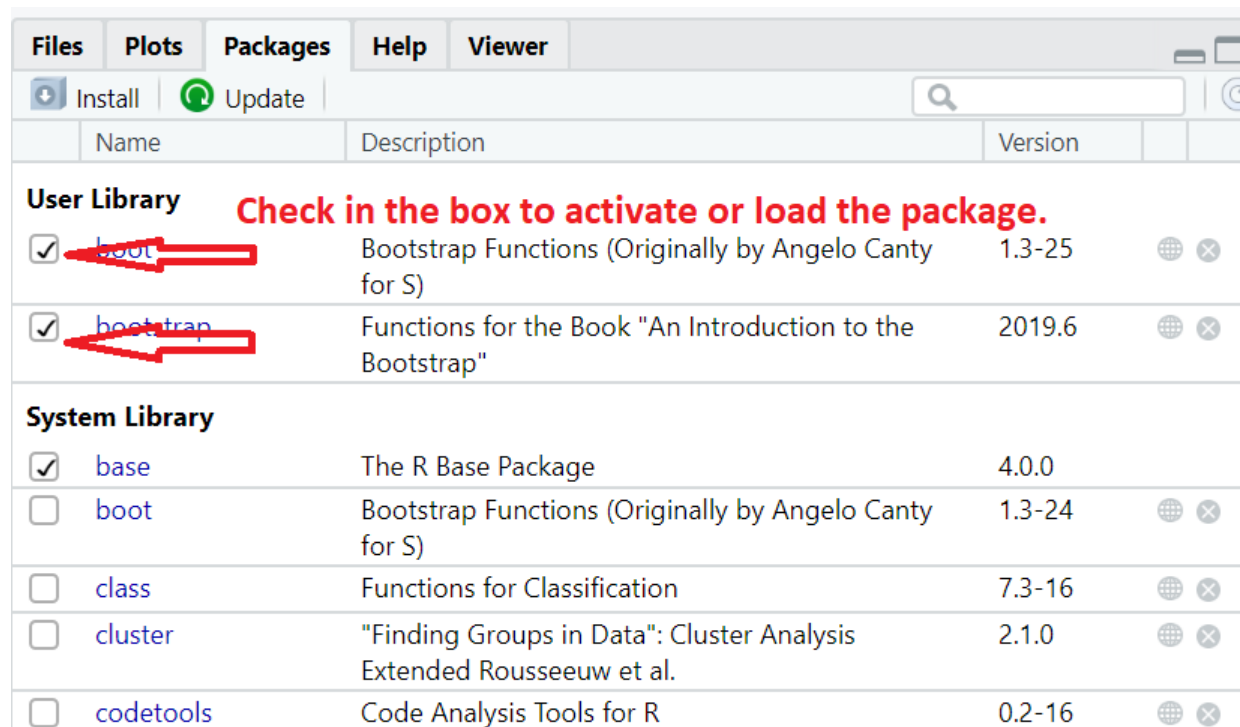 Files Plots Packages Help Viewer
Install Update
Name Description Version
User Library
Check in the box to activate or load the package.
boot Bootstrap Functions (Originally by Angelo Canty 1.3-25
for S)
bootstrap Functions for the Book "An Introduction to the 2019.6
Bootstrap"
System Library
base The R Base Package 4.0.0
boot Bootstrap Functions (Originally by Angelo Canty 1.3-24
for S)
class Functions for Classification 7.3-16
cluster "Finding Groups in Data": Cluster Analysis 2.1.0
Extended Rousseeuw et al.
codetools Code Analysis Tools for R 0.2-16